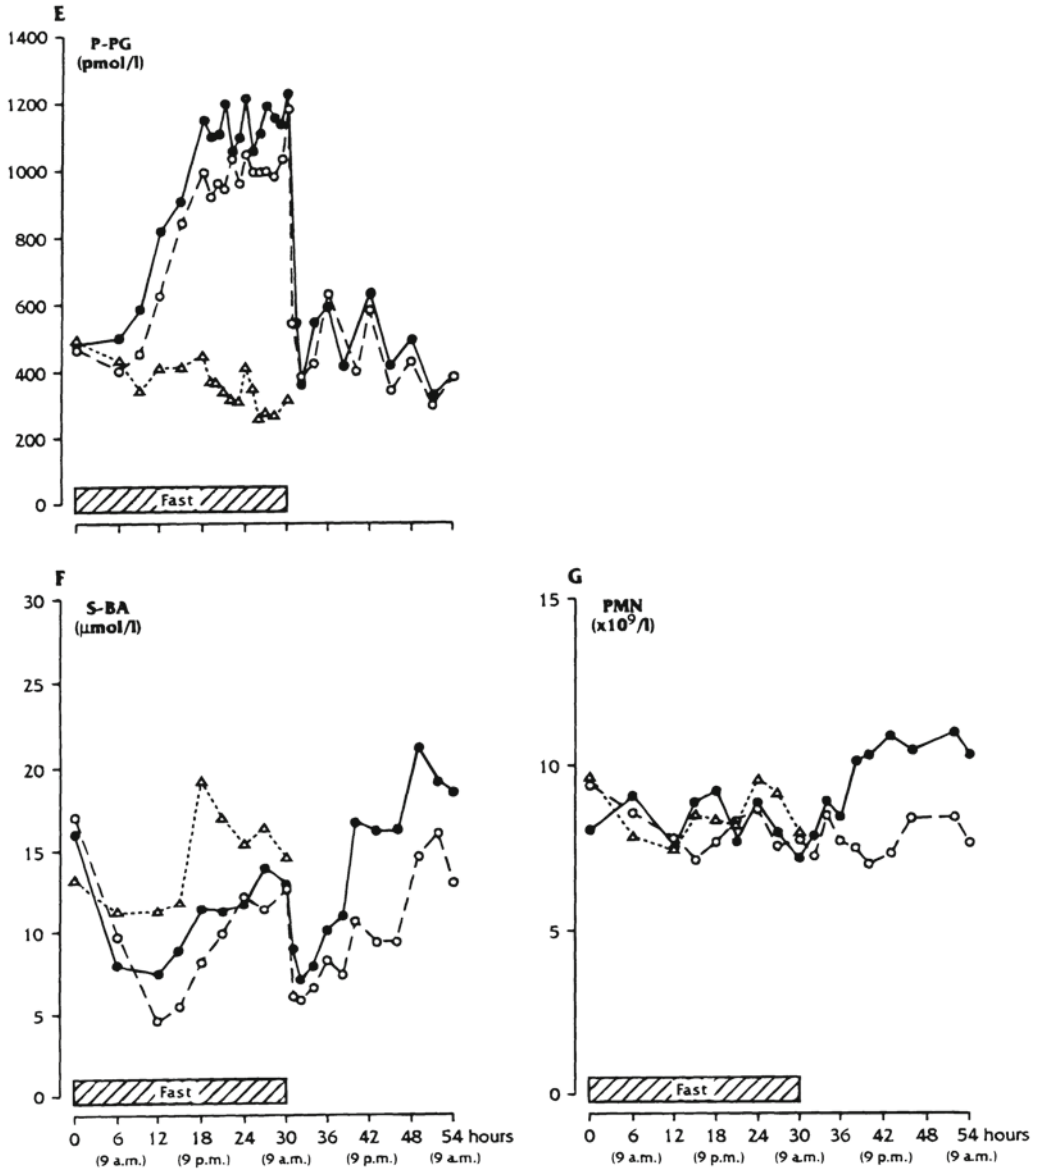 E
P-PG
(pmol/l)
1400
1200
1000
800
600
400
200
0
Fast
F
S-BA
(μmol/l)
30
25
20
15
10
5
0
Fast
0 6 12 18 24 30 36 42 48 54 hours
(9 a.m.) (9 p.m.) (9 a.m.) (9 p.m.) (9 a.m.)
G
PMN
(x10⁹/l)
15
10
5
0
Fast
0 6 12 18 24 30 36 42 48 54 hours
(9 a.m.) (9 p.m.) (9 a.m.) (9 p.m.) (9 a.m.)